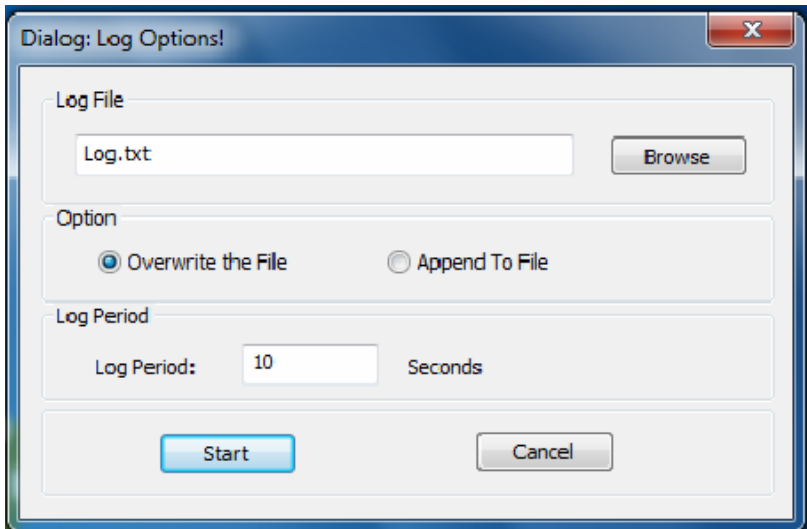 Dialog: Log Options!
Log File
Log.txt Browse
Option
Overwrite the File Append To File
Log Period
Log Period: 10 Seconds
Start Cancel